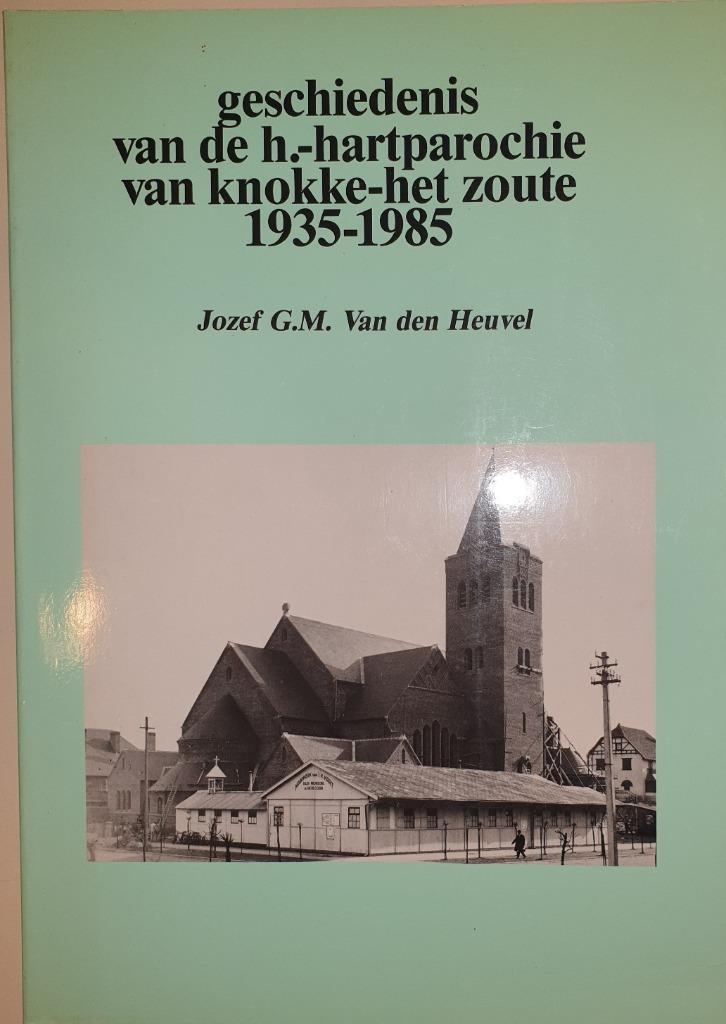 geschiedenis
van de h.-hartparochie
van knokke-het zoute
1935-1985
Jozef G.M. Van den Heuvel